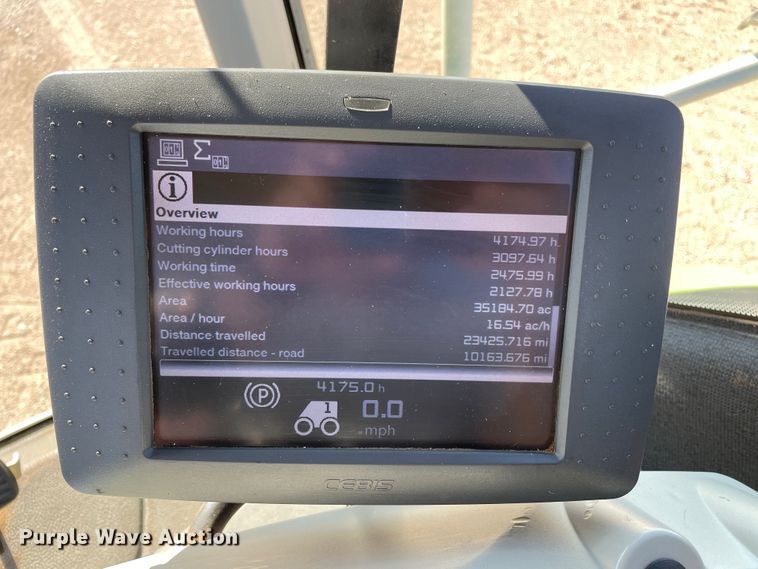 Overview
Working hours 4174.97 h
Cutting cylinder hours 3097.64 h
Working time 2475.99 h
Effective working hours 2127.78 h
Area 35184.70 ac
Area / hour 16.54 ac/h
Distance travelled 23425.716 mi
Travelled distance - road 10163.676 mi
4175.0 h
P
1
0.0
mph
CEBIS
Purple Wave Auction